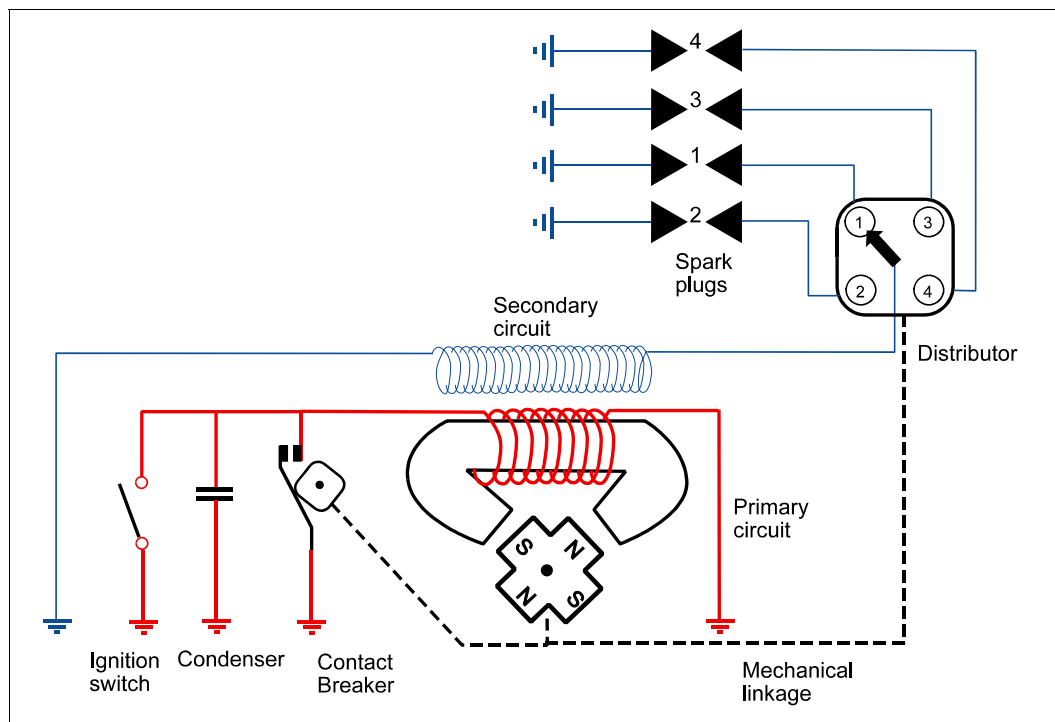 4
3
1
2
Spark
plugs
1
3
2
4
Distributor
Secondary
circuit
Primary
circuit
S
N
N
S
Ignition
switch
Condenser
Contact
Breaker
Mechanical
linkage